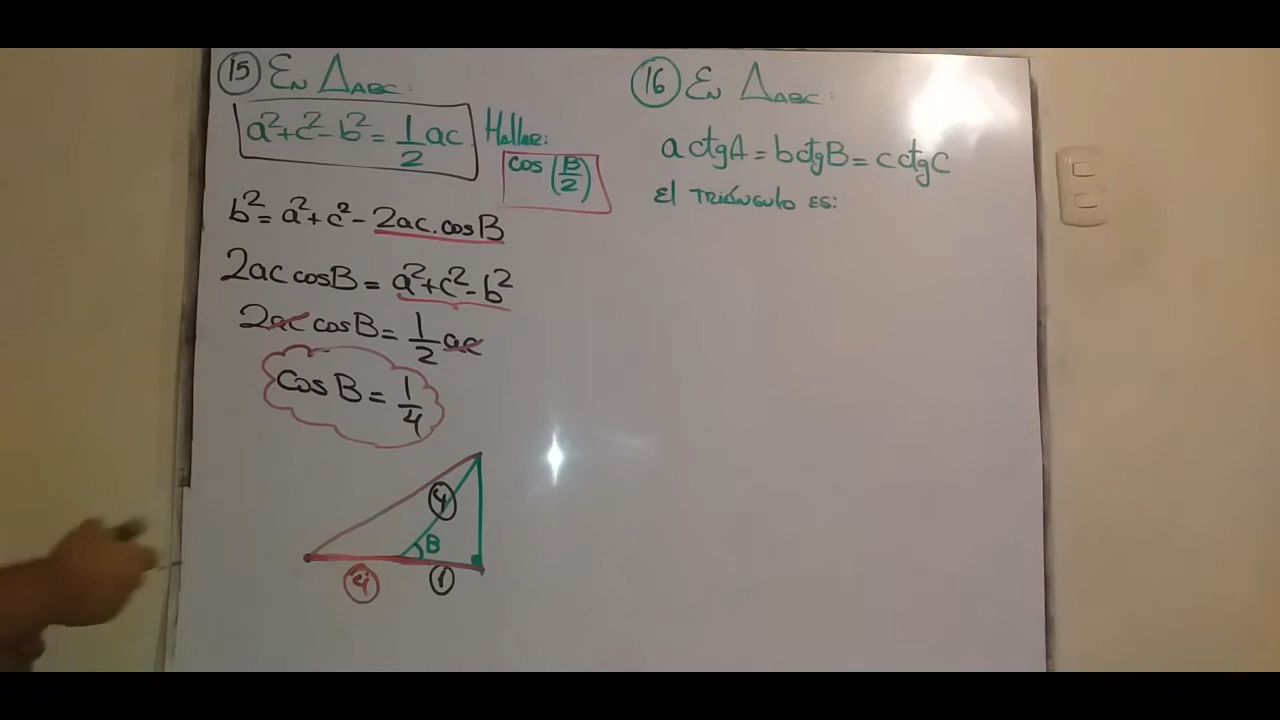 15 En ΔABC:
a²+c²-b² = 1/2 ac Hallar:
cos(B/2)
b² = a²+c² - 2ac.cosB
2ac cosB = a²+c²-b²
2ac cosB = 1/2 ac
cos B = 1/4
4
B
4 1
16 En ΔABC:
a ctgA = b ctgB = c ctgC
El TRIÁNGULO ES: